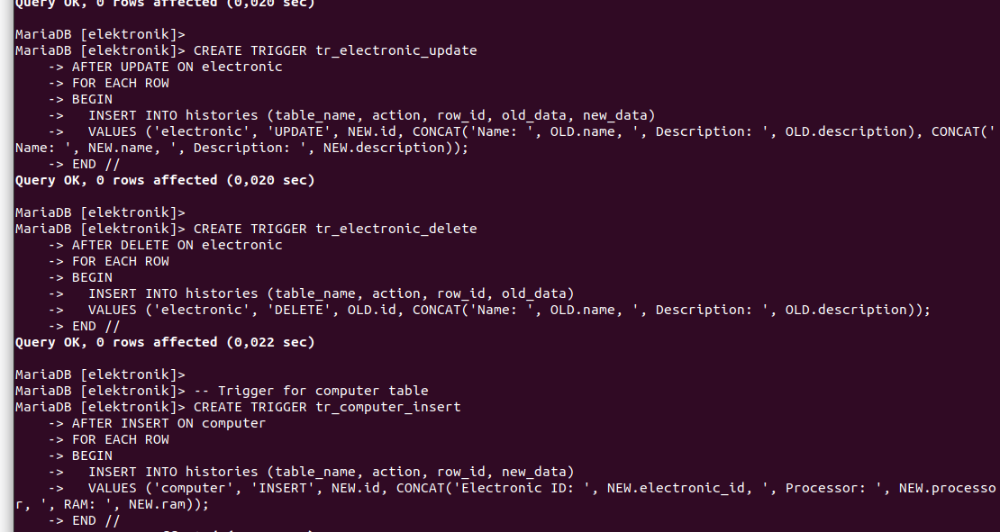 Query OK, 0 rows affected (0,020 sec)
MariaDB [elektronik]>
MariaDB [elektronik]> CREATE TRIGGER tr_electronic_update
    -> AFTER UPDATE ON electronic
    -> FOR EACH ROW
    -> BEGIN
    ->   INSERT INTO histories (table_name, action, row_id, old_data, new_data)
    ->   VALUES ('electronic', 'UPDATE', NEW.id, CONCAT('Name: ', OLD.name, ', Description: ', OLD.description), CONCAT('
Name: ', NEW.name, ', Description: ', NEW.description));
    -> END //
Query OK, 0 rows affected (0,020 sec)
MariaDB [elektronik]>
MariaDB [elektronik]> CREATE TRIGGER tr_electronic_delete
    -> AFTER DELETE ON electronic
    -> FOR EACH ROW
    -> BEGIN
    ->   INSERT INTO histories (table_name, action, row_id, old_data)
    ->   VALUES ('electronic', 'DELETE', OLD.id, CONCAT('Name: ', OLD.name, ', Description: ', OLD.description));
    -> END //
Query OK, 0 rows affected (0,022 sec)
MariaDB [elektronik]>
MariaDB [elektronik]> -- Trigger for computer table
MariaDB [elektronik]> CREATE TRIGGER tr_computer_insert
    -> AFTER INSERT ON computer
    -> FOR EACH ROW
    -> BEGIN
    ->   INSERT INTO histories (table_name, action, row_id, new_data)
    ->   VALUES ('computer', 'INSERT', NEW.id, CONCAT('Electronic ID: ', NEW.electronic_id, ', Processor: ', NEW.processo
r, ', RAM: ', NEW.ram));
    -> END //